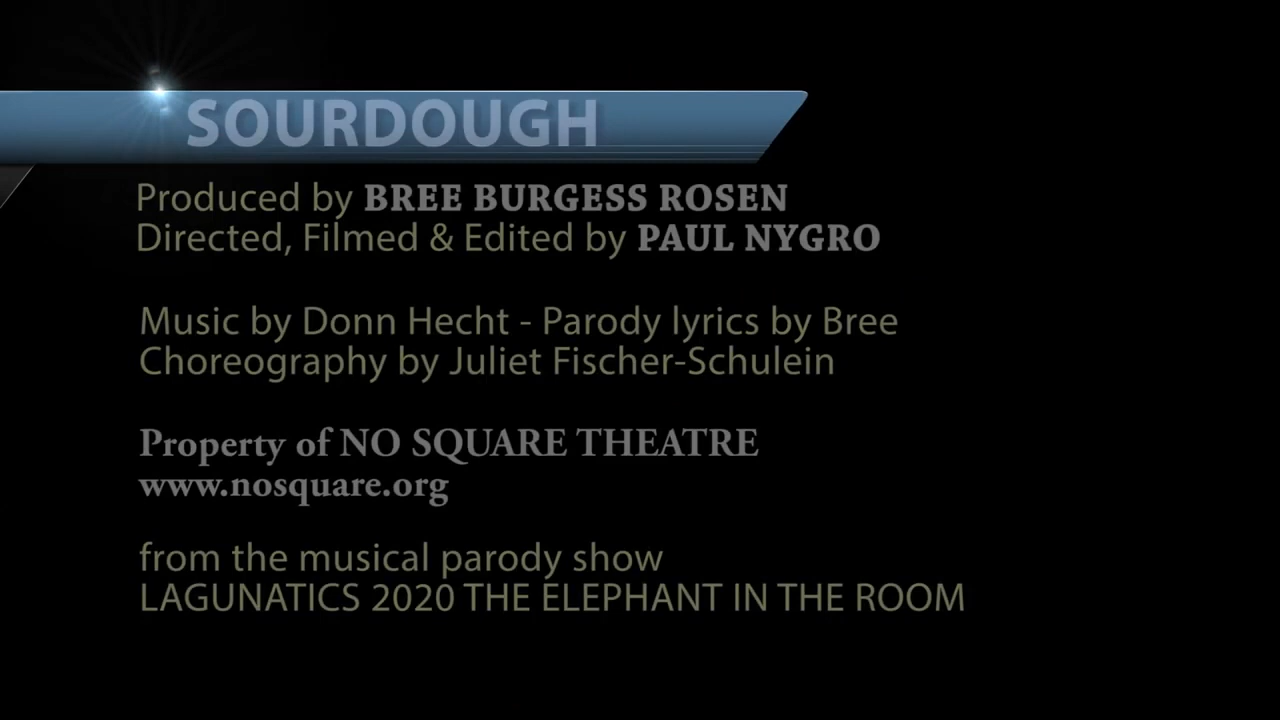 SOURDOUGH
Produced by BREE BURGESS ROSEN
Directed, Filmed & Edited by PAUL NYGRO
Music by Donn Hecht - Parody lyrics by Bree
Choreography by Juliet Fischer-Schulein
Property of NO SQUARE THEATRE
www.nosquare.org
from the musical parody show
LAGUNATICS 2020 THE ELEPHANT IN THE ROOM